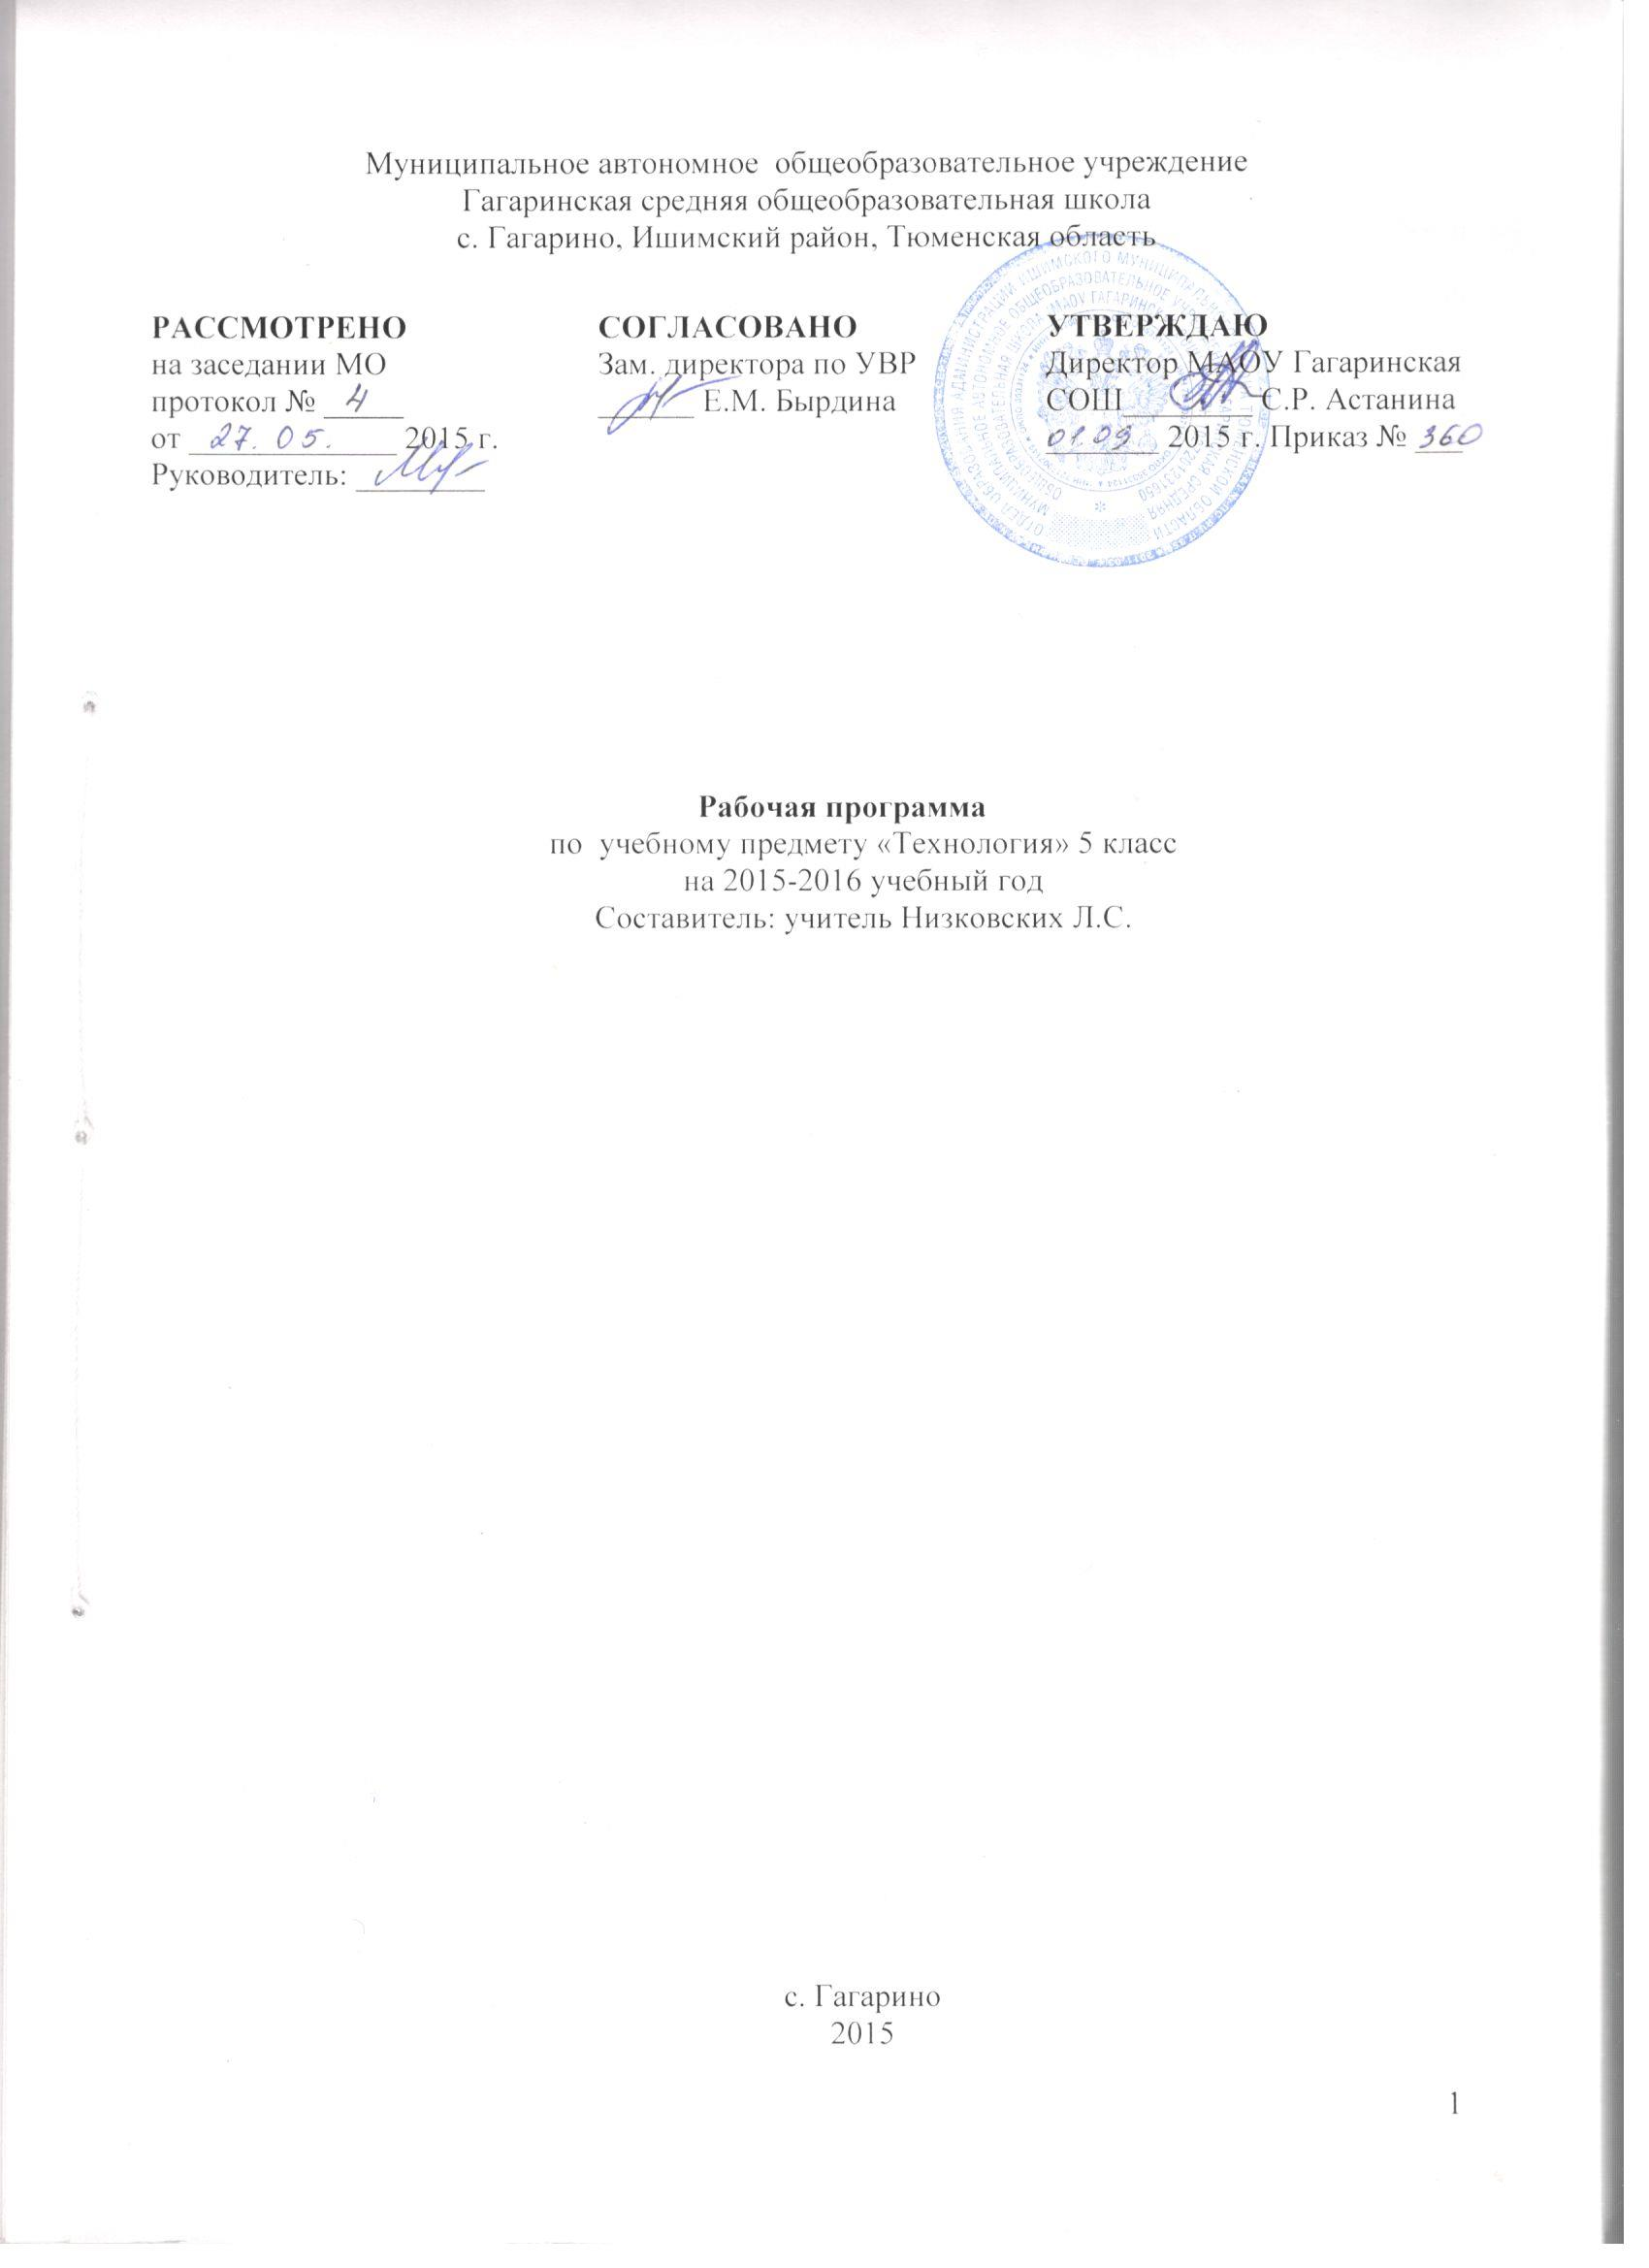 Муниципальное автономное общеобразовательное учреждение
Гагаринская средняя общеобразовательная школа
с. Гагарино, Ишимский район, Тюменская область
РАССМОТРЕНО
на заседании МО
протокол № 4
от 27. 05. 2015 г.
Руководитель:
СОГЛАСОВАНО
Зам. директора по УВР
Е.М. Бырдина
УТВЕРЖДАЮ
Директор МАОУ Гагаринская
СОШ С.Р. Астанина
01.09 2015 г. Приказ № 360
Рабочая программа
по учебному предмету «Технология» 5 класс
на 2015-2016 учебный год
Составитель: учитель Низковских Л.С.
с. Гагарино
2015
1